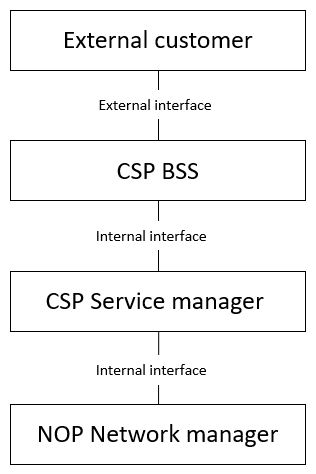 External customer
External interface
CSP BSS
Internal interface
CSP Service manager
Internal interface
NOP Network manager